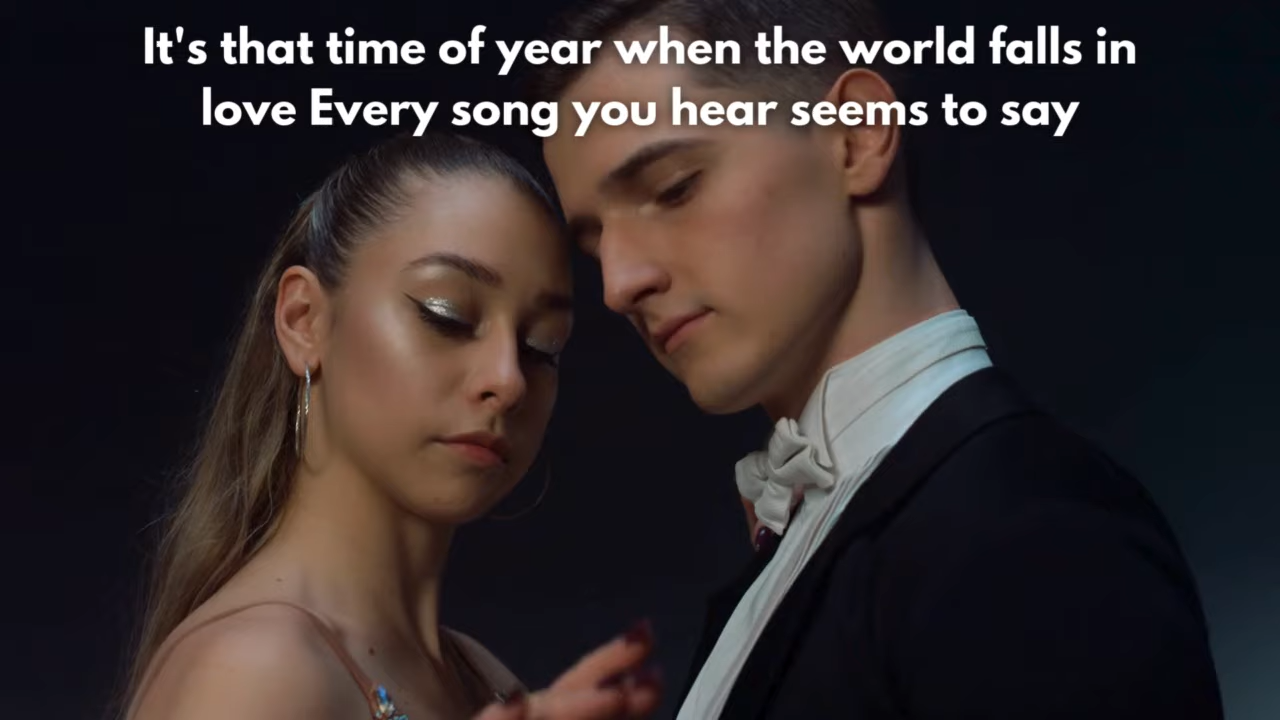 It's that time of year when the world falls in
love Every song you hear seems to say